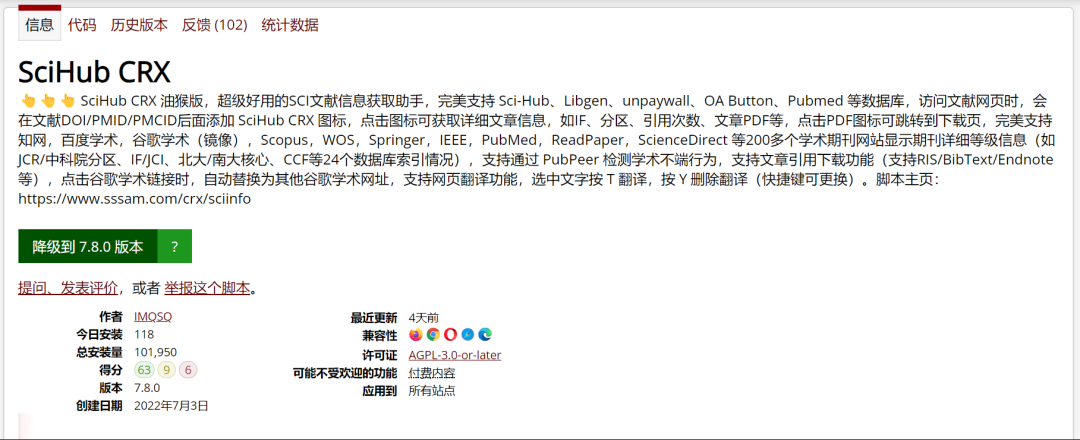 信息 代码 历史版本 反馈 (102) 统计数据
SciHub CRX
👆👆👆 SciHub CRX 油猴版，超级好用的SCI文献信息获取助手，完美支持 Sci-Hub、Libgen、unpaywall、OA Button、Pubmed 等数据库，访问文献网页时，会
在文献DOI/PMID/PMCID后面添加 SciHub CRX 图标，点击图标可获取详细文章信息，如IF、分区、引用次数、文章PDF等，点击PDF图标可跳转到下载页，完美支持
知网，百度学术，谷歌学术（镜像），Scopus，WOS，Springer，IEEE，PubMed，ReadPaper，ScienceDirect 等200多个学术期刊网站显示期刊详细等级信息（如
JCR/中科院分区、IF/JCI、北大/南大核心、CCF等24个数据库索引情况），支持通过 PubPeer 检测学术不端行为，支持文章引用下载功能（支持RIS/BibText/Endnote
等），点击谷歌学术链接时，自动替换为其他谷歌学术网址，支持网页翻译功能，选中文字按 T 翻译，按 Y 删除翻译（快捷键可更换）。脚本主页：
https://www.sssam.com/crx/sciinfo
降级到 7.8.0 版本 ?
提问、发表评价，或者 举报这个脚本。
作者 IMQSQ 最近更新 4天前
今日安装 118 兼容性
总安装量 101,950 许可证 AGPL-3.0-or-later
得分 63 9 6 可能不受欢迎的功能 付费内容
版本 7.8.0 应用到 所有站点
创建日期 2022年7月3日